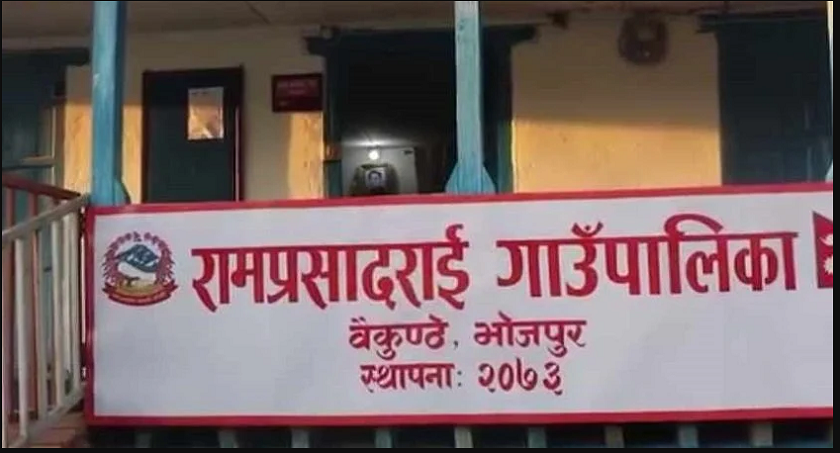 रामप्रसादराई गाउँपालिका
वैकुण्ठे, भोजपुर
स्थापना: २०७३